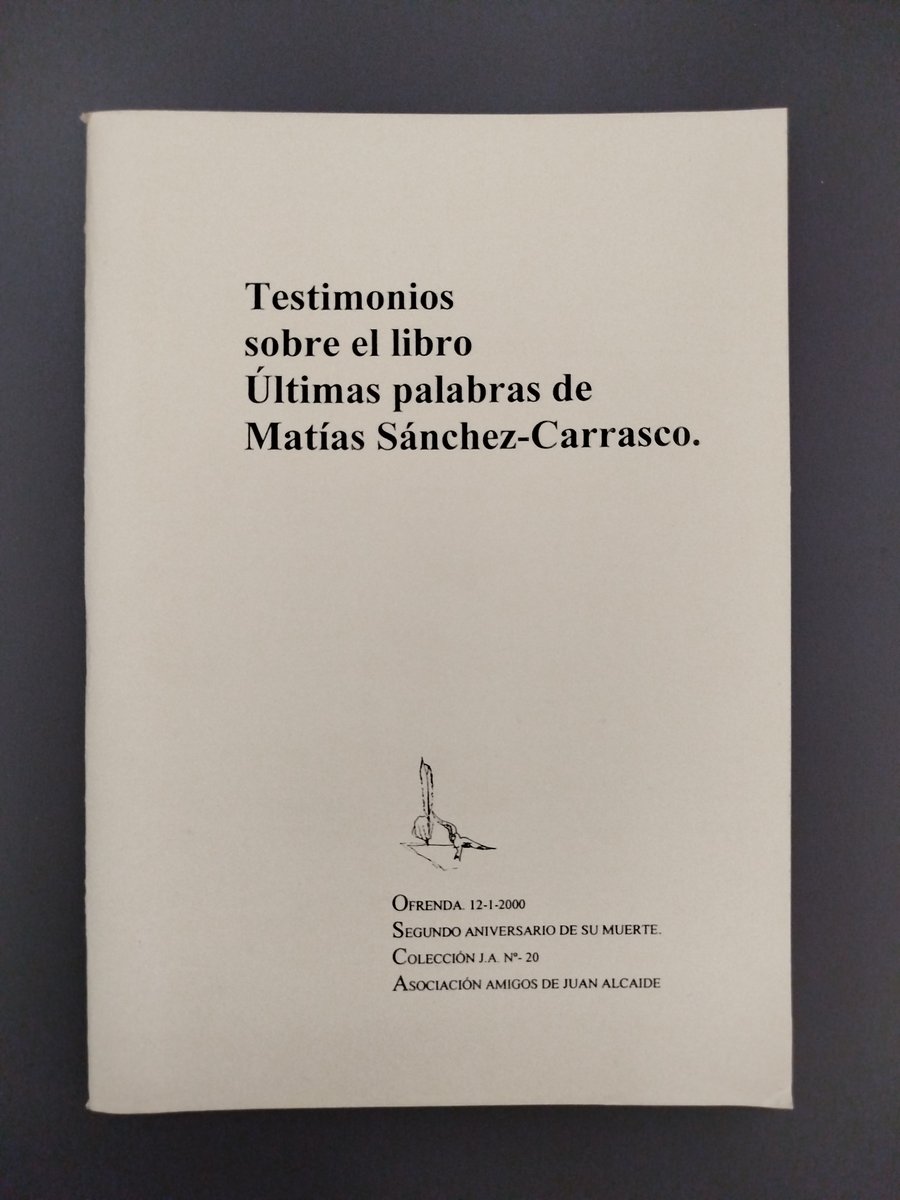 Testimonios
sobre el libro
Últimas palabras de
Matías Sánchez-Carrasco.
OFRENDA. 12-1-2000
SEGUNDO ANIVERSARIO DE SU MUERTE.
COLECCIÓN J.A. Nº- 20
ASOCIACIÓN AMIGOS DE JUAN ALCAIDE